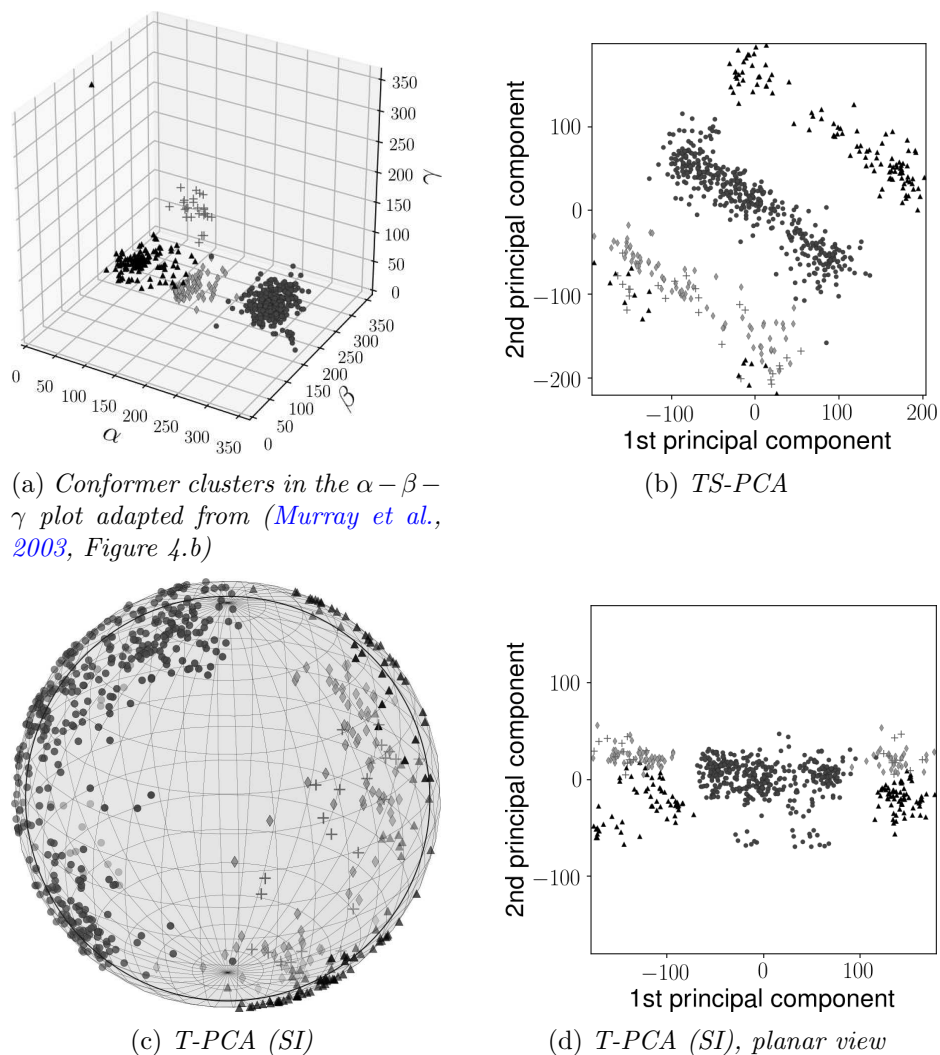 350
300
250
200
150
100
50
0
γ
0
50
100
150
200
250
300
350
α
0
50
100
150
200
250
300
350
β
(a) Conformer clusters in the α − β −
γ plot adapted from (Murray et al.,
2003, Figure 4.b)
2nd principal component
100
0
−100
−200
−100
0
100
200
1st principal component
(b) TS-PCA
(c) T-PCA (SI)
2nd principal component
100
0
−100
−100
0
100
1st principal component
(d) T-PCA (SI), planar view